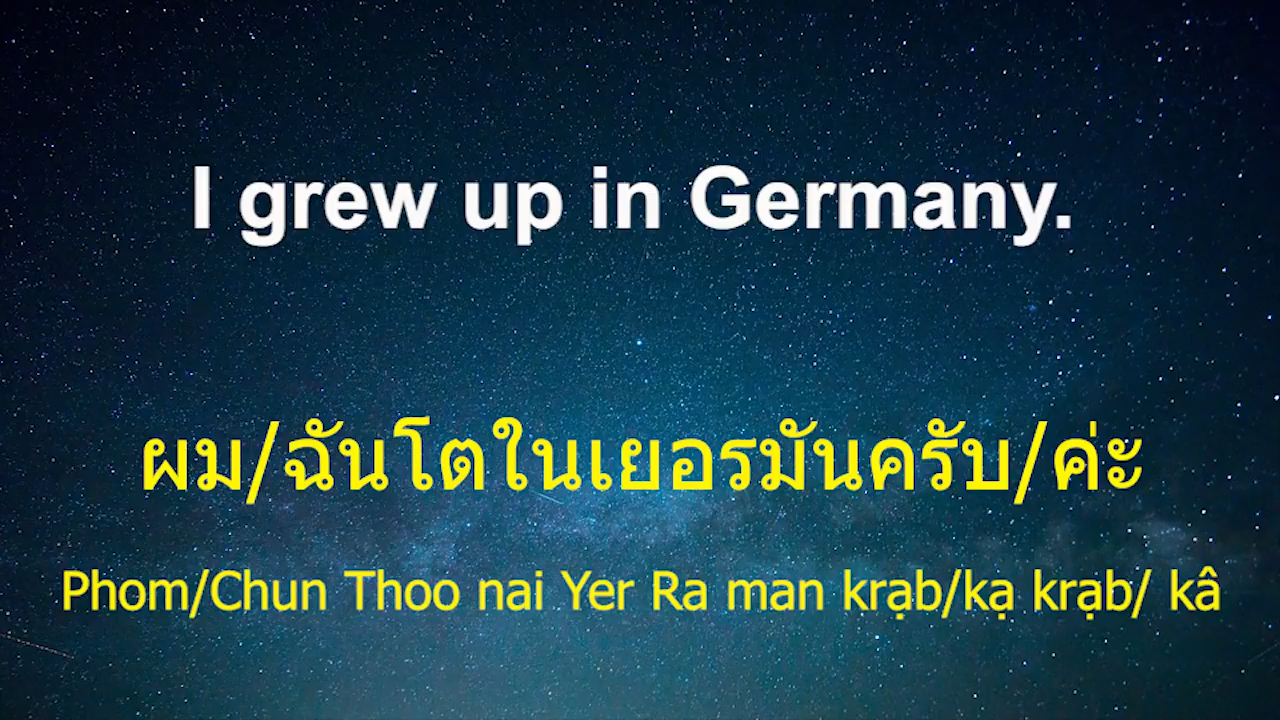 I grew up in Germany.
ผม/ฉันโตในเยอรมันครับ/ค่ะ
Phom/Chun Thoo nai Yer Ra man krạb/kạ krạb/ kâ